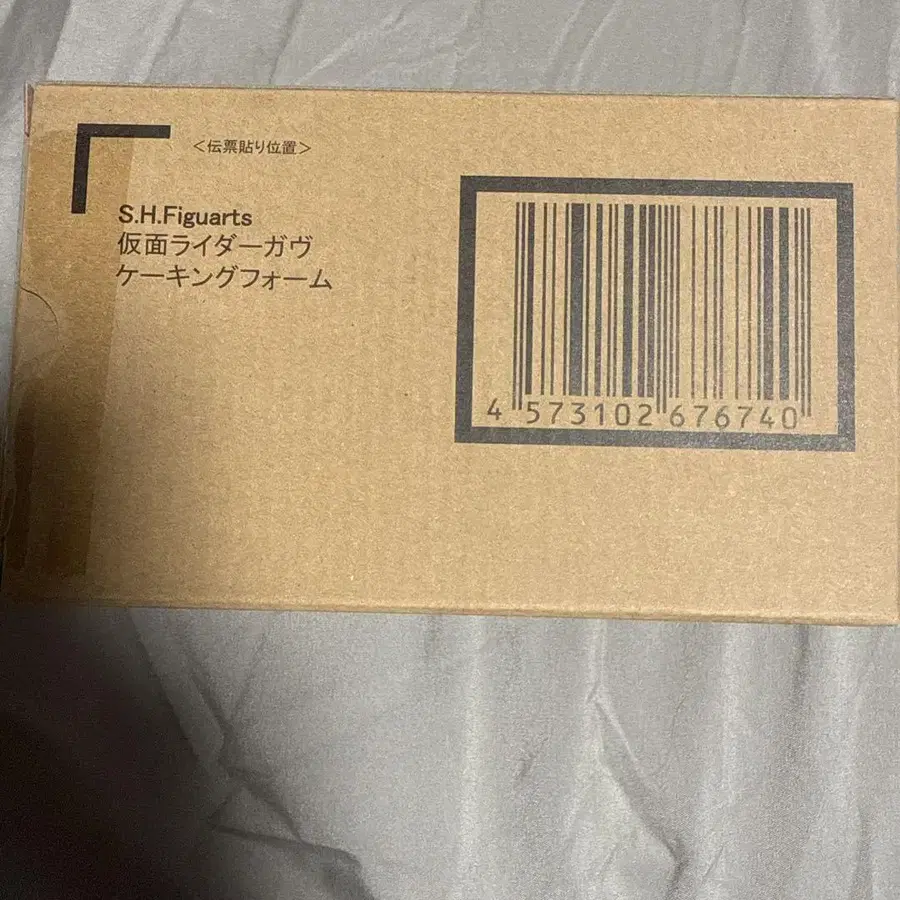 <伝票貼り位置>
S.H.Figuarts
仮面ライダーガヴ
ケーキングフォーム
4 573102 676740